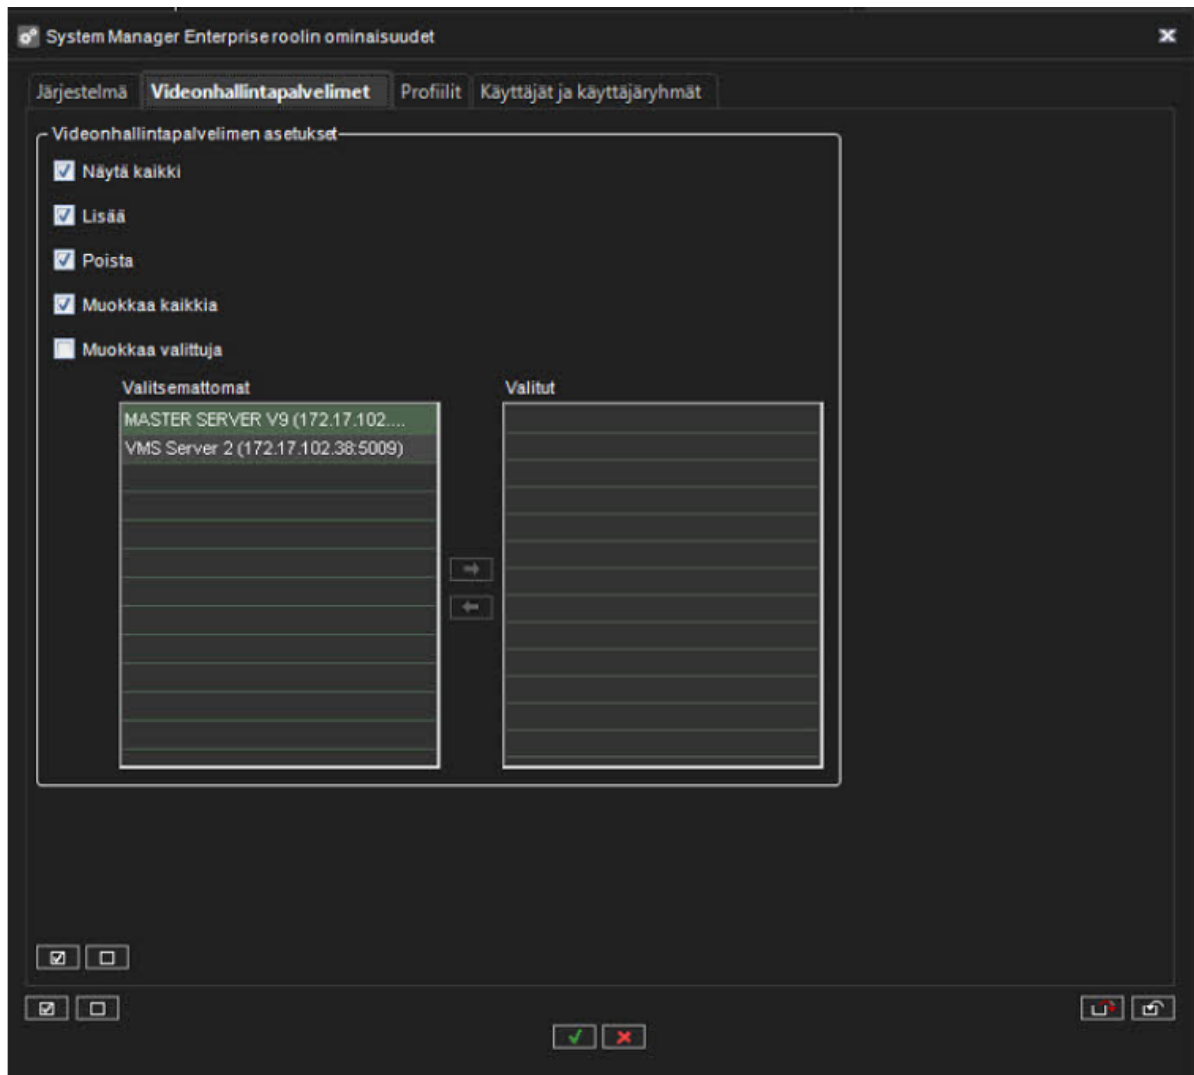 System Manager Enterprise roolin ominaisuudet
Järjestelmä Videonhallintapalvelimet Profiilit Käyttäjät ja käyttäjäryhmät
Videonhallintapalvelimen asetukset
Näytä kaikki
Lisää
Poista
Muokkaa kaikkia
Muokkaa valittuja
Valitsemattomat Valitut
MASTER SERVER V9 (172.17.102....
VMS Server 2 (172.17.102.38:5009)